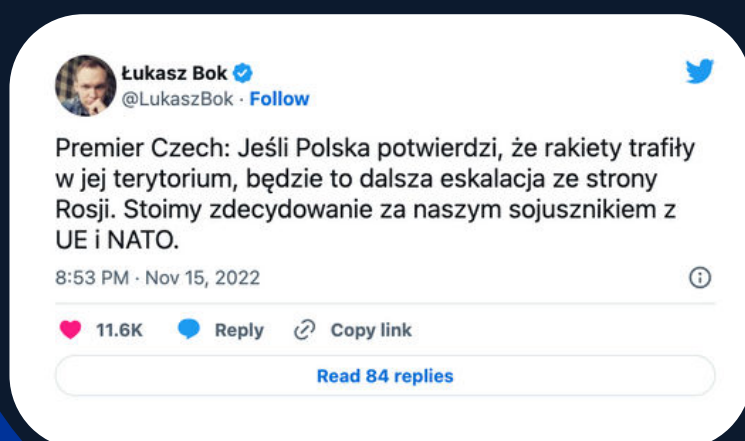 Łukasz Bok
@LukaszBok · Follow
Premier Czech: Jeśli Polska potwierdzi, że rakiety trafiły
w jej terytorium, będzie to dalsza eskalacja ze strony
Rosji. Stoimy zdecydowanie za naszym sojusznikiem z
UE i NATO.
8:53 PM · Nov 15, 2022
11.6K Reply Copy link
Read 84 replies